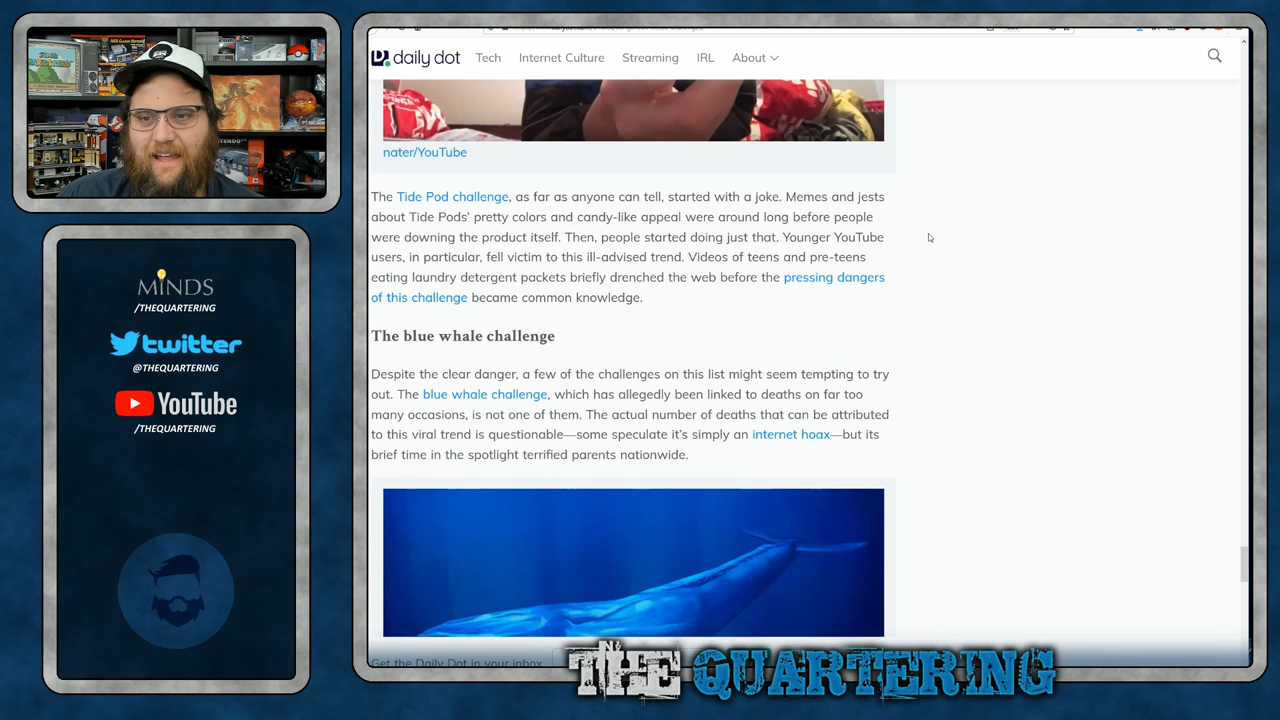 daily dot
Tech
Internet Culture
Streaming
IRL
About
nater/YouTube
The Tide Pod challenge, as far as anyone can tell, started with a joke. Memes and jests
about Tide Pods' pretty colors and candy-like appeal were around long before people
were downing the product itself. Then, people started doing just that. Younger YouTube
users, in particular, fell victim to this ill-advised trend. Videos of teens and pre-teens
eating laundry detergent packets briefly drenched the web before the pressing dangers
of this challenge became common knowledge.
The blue whale challenge
Despite the clear danger, a few of the challenges on this list might seem tempting to try
out. The blue whale challenge, which has allegedly been linked to deaths on far too
many occasions, is not one of them. The actual number of deaths that can be attributed
to this viral trend is questionable—some speculate it's simply an internet hoax—but its
brief time in the spotlight terrified parents nationwide.
Get the Daily Dot in your inbox
MINDS
/THEQUARTERING
twitter
@THEQUARTERING
YouTube
/THEQUARTERING
THE QUARTERING